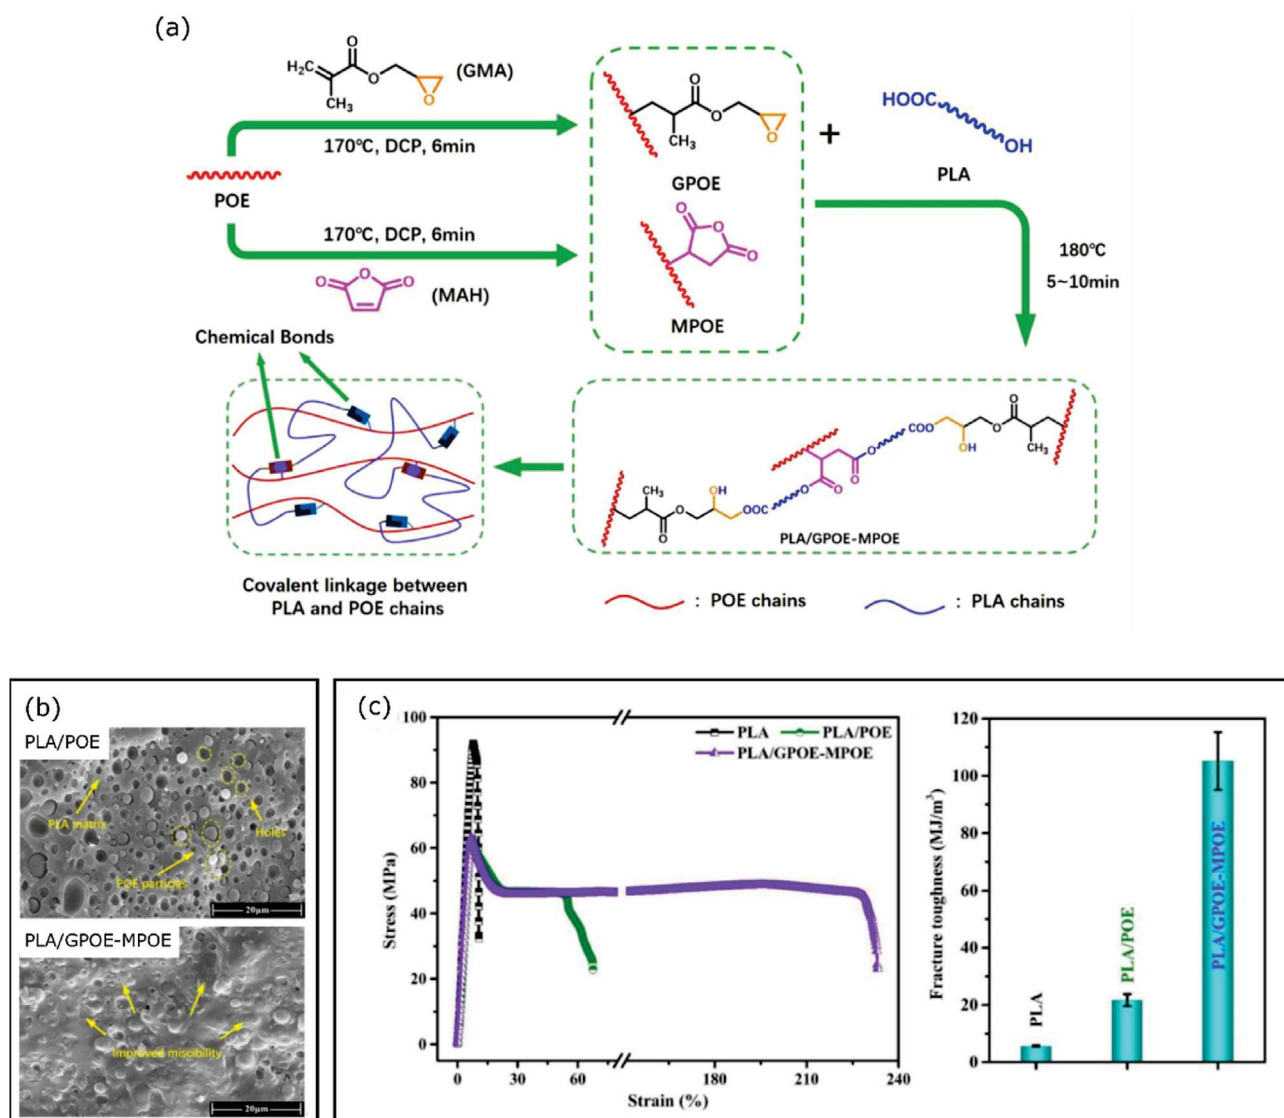 (a)
H₂C
O
O
CH₃
O
(GMA)
170℃, DCP, 6min
POE
170℃, DCP, 6min
O
O
O
(MAH)
O
O
CH₃
O
GPOE
O
O
O
MPOE
+
HOOC
OH
PLA
180℃
5~10min
Chemical Bonds
Covalent linkage between
PLA and POE chains
CH₃
O
O
OH
OOC
O
O
O
O
COO
OH
O
O
CH₃
PLA/GPOE-MPOE
: POE chains
: PLA chains
(b)
PLA/POE
PLA matrix
Holes
POE particles
20μm
PLA/GPOE-MPOE
Improved miscibility
20μm
(c)
PLA
PLA/POE
PLA/GPOE-MPOE
Stress (MPa)
100
80
60
40
20
0
0
30
60
180
210
240
Strain (%)
Fracture toughness (MJ/m³)
120
100
80
60
40
20
0
PLA
PLA/POE
PLA/GPOE-MPOE